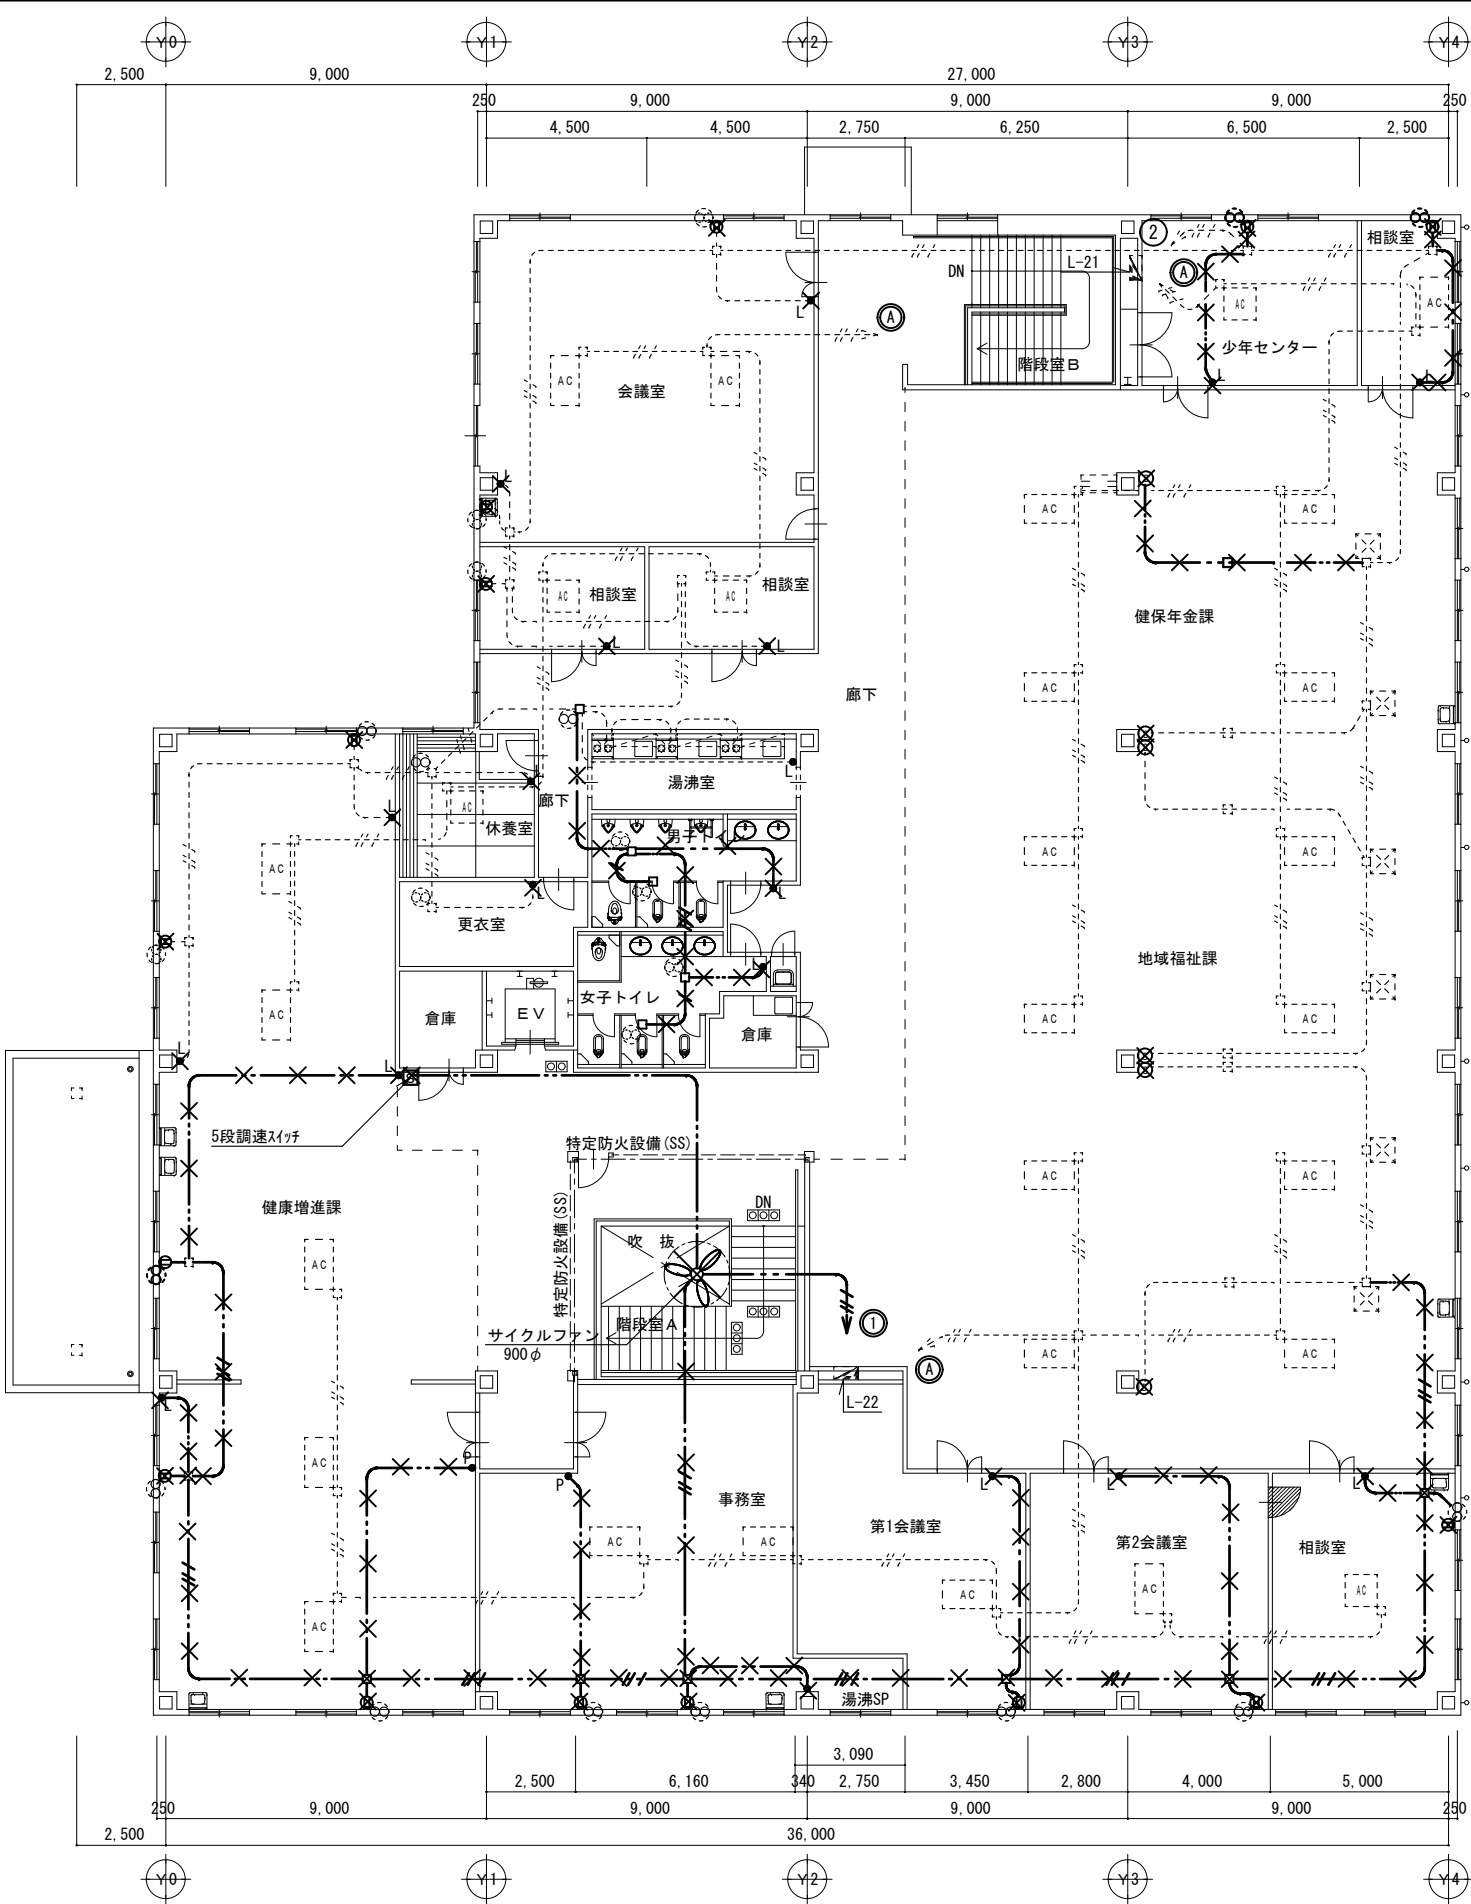 Y0 Y1 Y2 Y3 Y4
2,500 9,000 27,000
250 9,000 9,000 9,000 250
4,500 4,500 2,750 6,250 6,500 2,500
2
相談室
DN
L-21
A
AC
AC
L
A
少年センター
階段室B
L
L
AC
AC
会議室
L
AC
AC
相談室
相談室
AC
AC
健保年金課
L
L
廊下
AC
AC
L
湯沸室
L
廊下
AC
L
休養室
男子トイレ
AC
AC
AC
L
L
更衣室
地域福祉課
L
女子トイレ
AC
倉庫
EV
倉庫
AC
AC
L
L
5段調速スイッチ
特定防火設備(SS)
特定防火設備(SS)
AC
AC
健康増進課
DN
吹 抜
AC
1
階段室A
サイクルファン
900φ
AC
AC
A
L-22
L
AC
P
P
L
L
L
事務室
第1会議室
第2会議室
相談室
AC
AC
AC
AC
AC
AC
湯沸SP
3,090
2,500 6,160 340 2,750 3,450 2,800 4,000 5,000
250 9,000 9,000 9,000 9,000 250
2,500 36,000
Y0 Y1 Y2 Y3 Y4